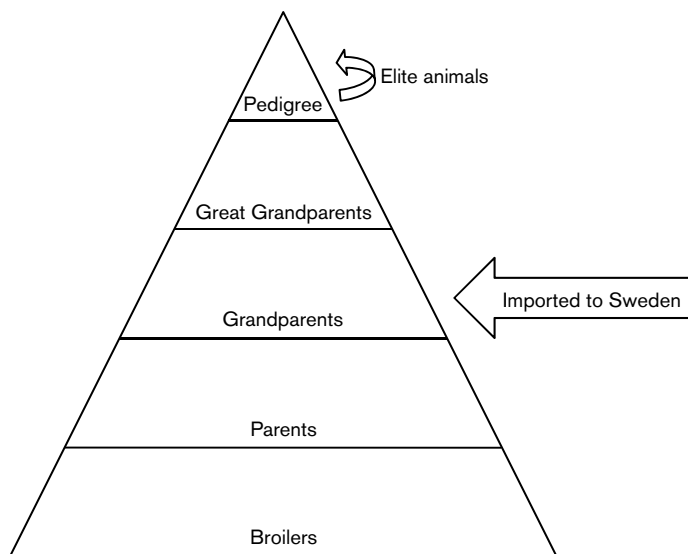 Elite animals
Pedigree
Great Grandparents
Imported to Sweden
Grandparents
Parents
Broilers